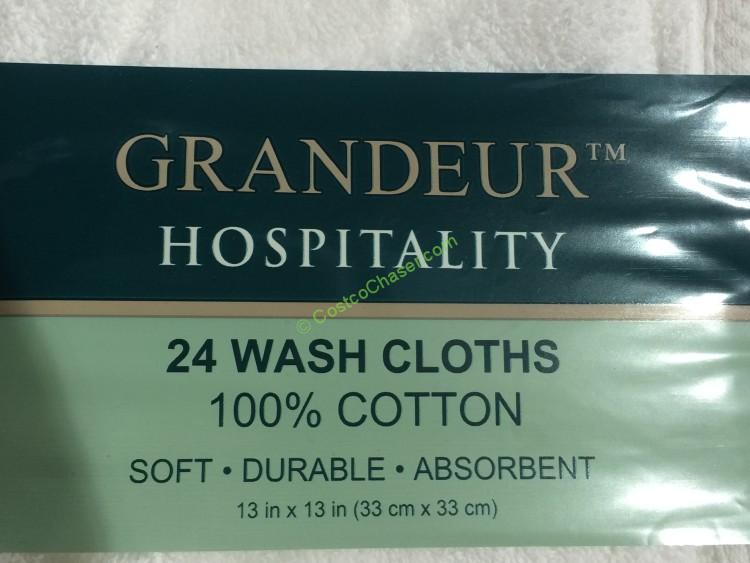 GRANDEUR™
HOSPITALITY
© CostcoChaser.com
24 WASH CLOTHS
100% COTTON
SOFT • DURABLE • ABSORBENT
13 in x 13 in (33 cm x 33 cm)